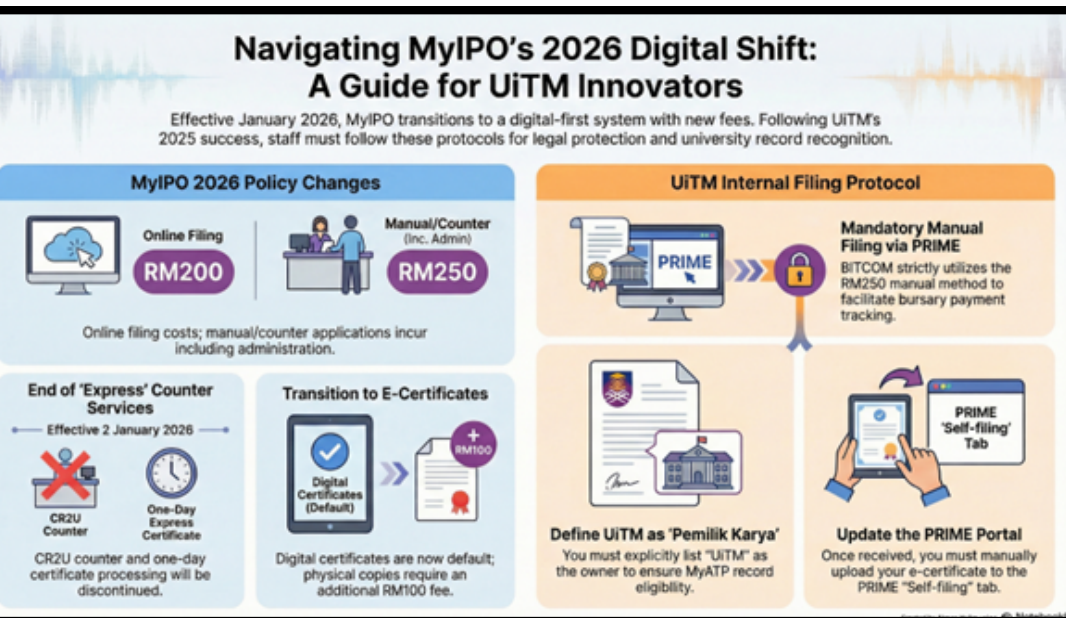 Navigating MyIPO's 2026 Digital Shift:
A Guide for UiTM Innovators
Effective January 2026, MyIPO transitions to a digital-first system with new fees. Following UiTM's
2025 success, staff must follow these protocols for legal protection and university record recognition.
MyIPO 2026 Policy Changes
Online Filing
RM200
Manual/Counter
(Inc. Admin)
RM250
Online filing costs; manual/counter applications incur
including administration.
End of 'Express' Counter
Services
Effective 2 January 2026
CR2U
Counter
One-Day
Express
Certificate
CR2U counter and one-day
certificate processing will be
discontinued.
Transition to E-Certificates
Digital
Certificates
(Default)
+
RM100
Digital certificates are now default;
physical copies require an
additional RM100 fee.
UiTM Internal Filing Protocol
PRIME
Mandatory Manual
Filing via PRIME
BITCOM strictly utilizes the
RM250 manual method to
facilitate bursary payment
tracking.
Define UiTM as 'Pemilik Karya'
You must explicitly list "UiTM" as
the owner to ensure MyATP record
eligibility.
PRIME
'Self-filing'
Tab
Update the PRIME Portal
Once received, you must manually
upload your e-certificate to the
PRIME "Self-filing" tab.